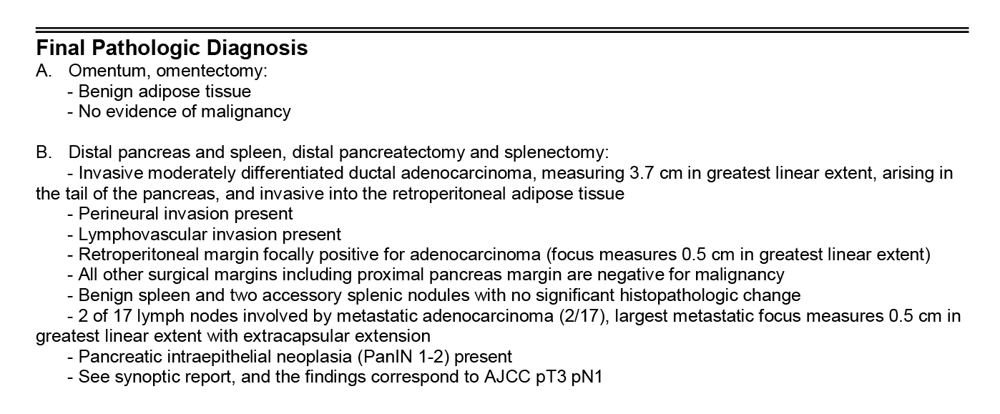 Final Pathologic Diagnosis
A. Omentum, omentectomy:
- Benign adipose tissue
- No evidence of malignancy
B. Distal pancreas and spleen, distal pancreatectomy and splenectomy:
- Invasive moderately differentiated ductal adenocarcinoma, measuring 3.7 cm in greatest linear extent, arising in
the tail of the pancreas, and invasive into the retroperitoneal adipose tissue
- Perineural invasion present
- Lymphovascular invasion present
- Retroperitoneal margin focally positive for adenocarcinoma (focus measures 0.5 cm in greatest linear extent)
- All other surgical margins including proximal pancreas margin are negative for malignancy
- Benign spleen and two accessory splenic nodules with no significant histopathologic change
- 2 of 17 lymph nodes involved by metastatic adenocarcinoma (2/17), largest metastatic focus measures 0.5 cm in
greatest linear extent with extracapsular extension
- Pancreatic intraepithelial neoplasia (PanIN 1-2) present
- See synoptic report, and the findings correspond to AJCC pT3 pN1